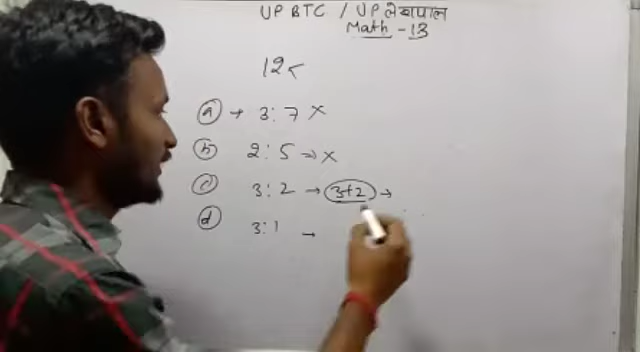 UP BTC / UP लेखपाल
Math - 13
125
(a) → 3:7 ×
(b) 2:5 → ×
(c) 3:2 → 3+2 →
(d) 3:1 →